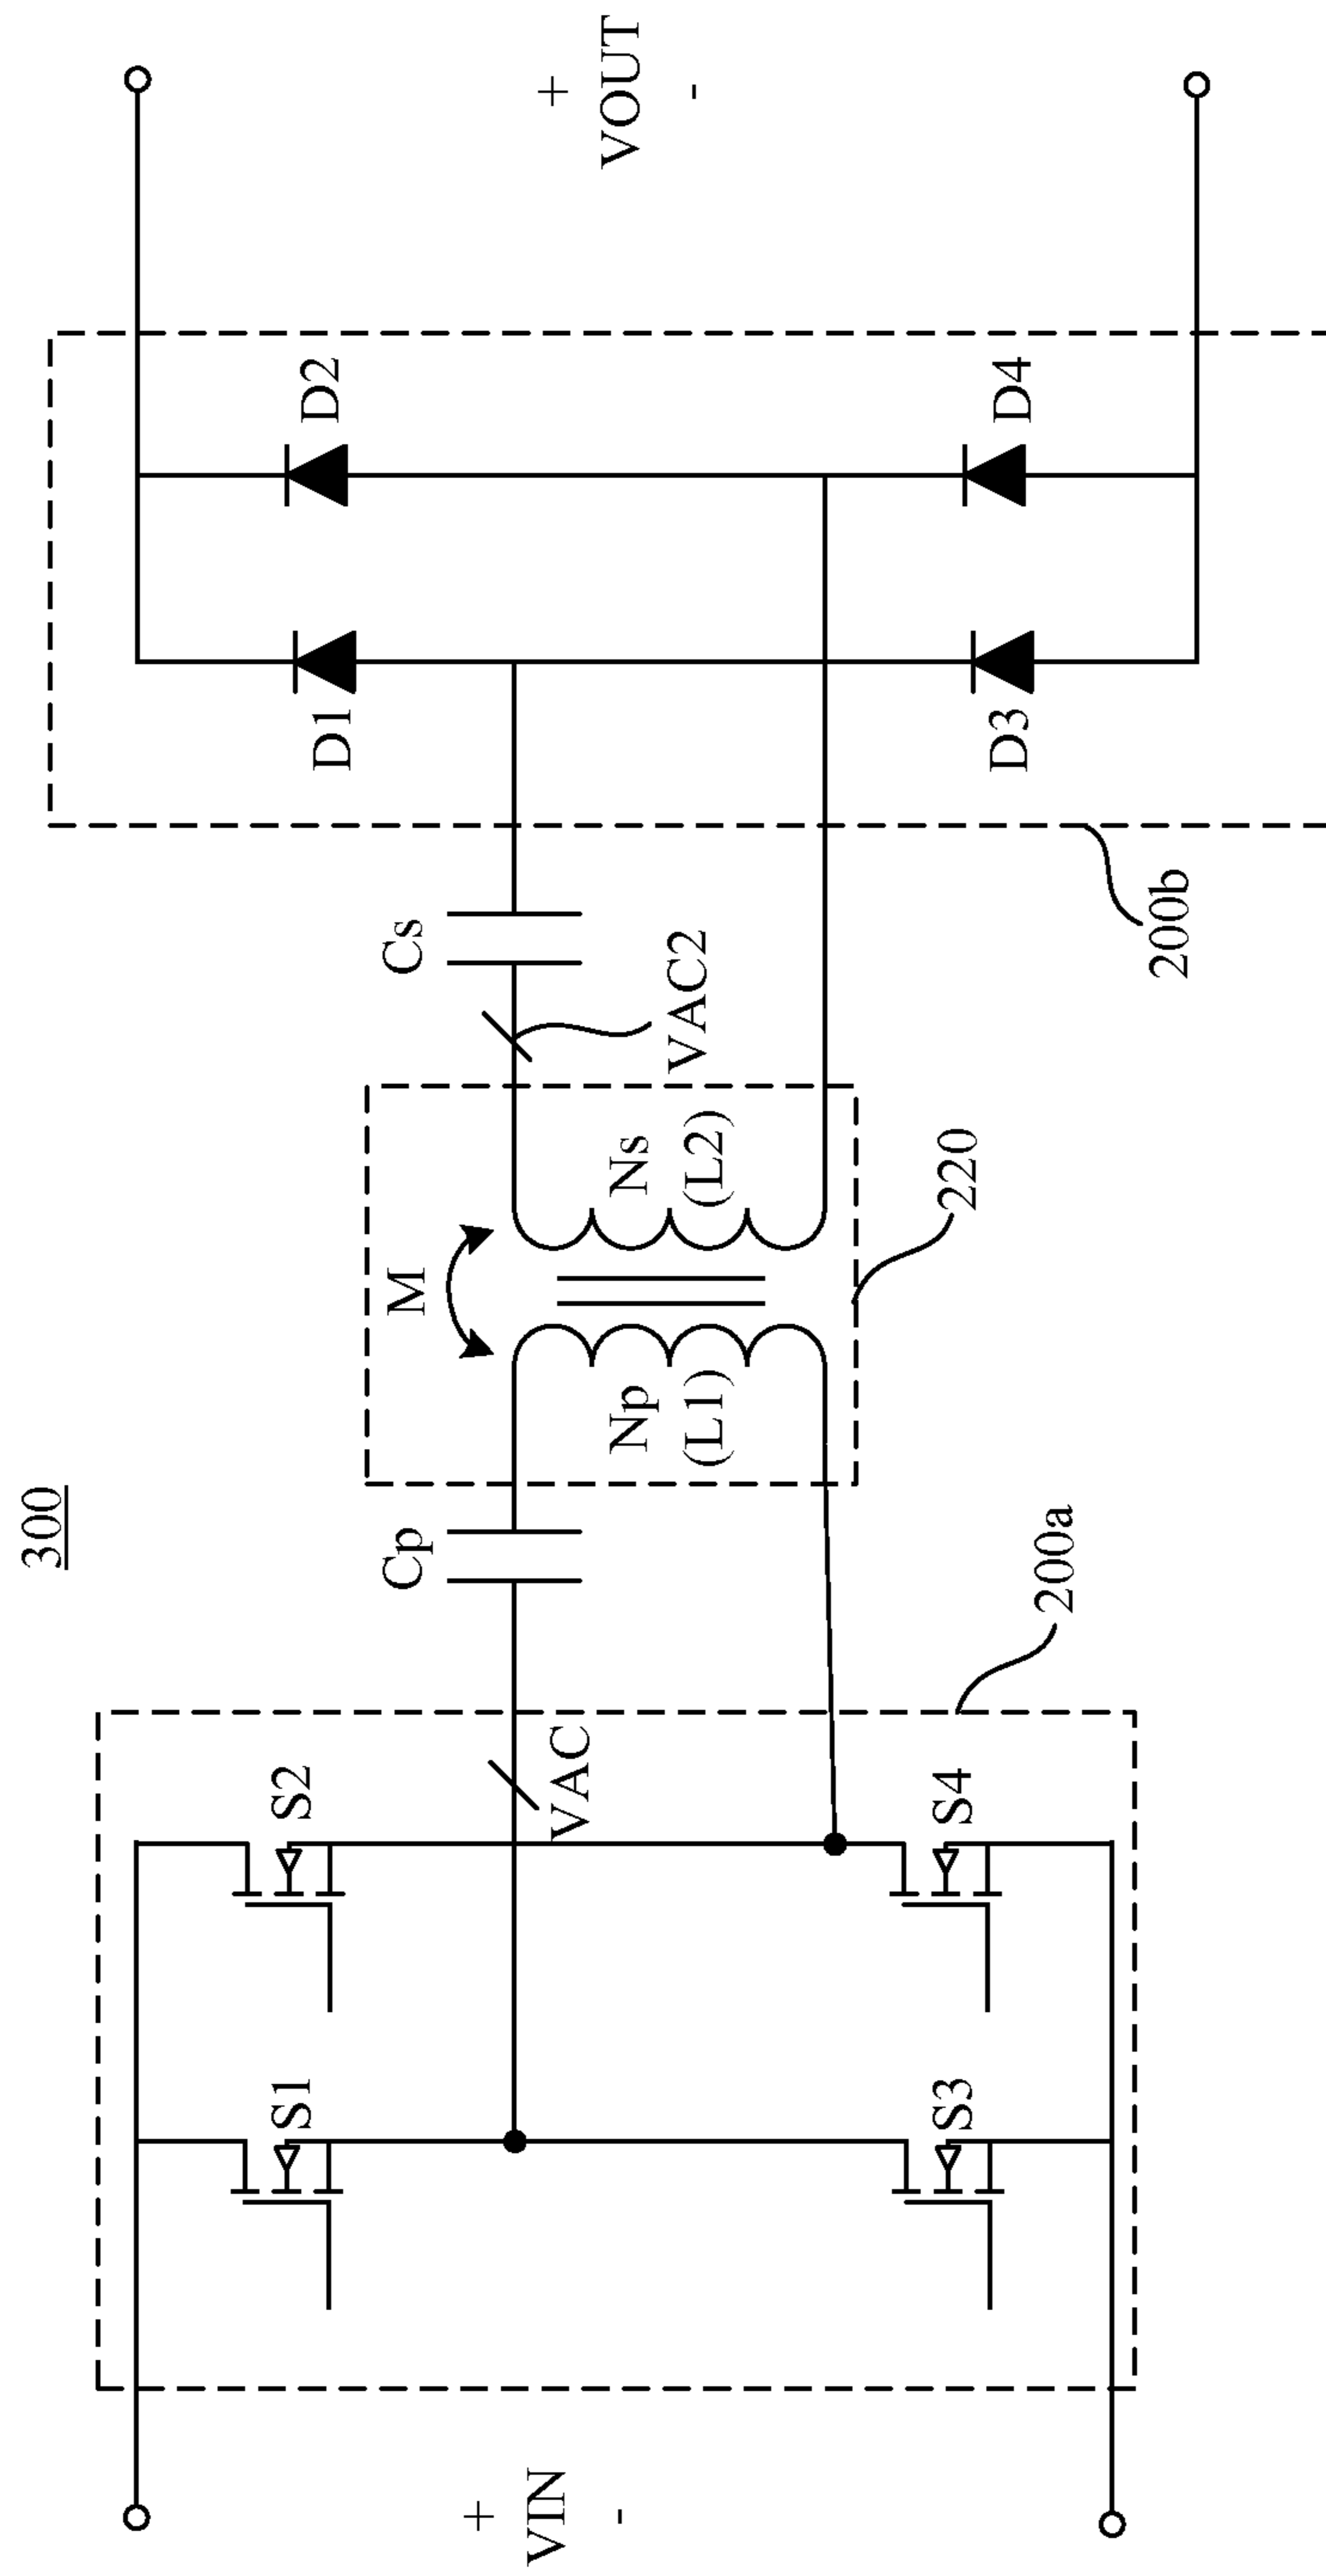 300
+
VIN
-
S1
S2
S3
S4
VAC
200a
Cp
M
Np
(L1)
Ns
(L2)
220
Cs
VAC2
200b
D1
D2
D3
D4
+
VOUT
-